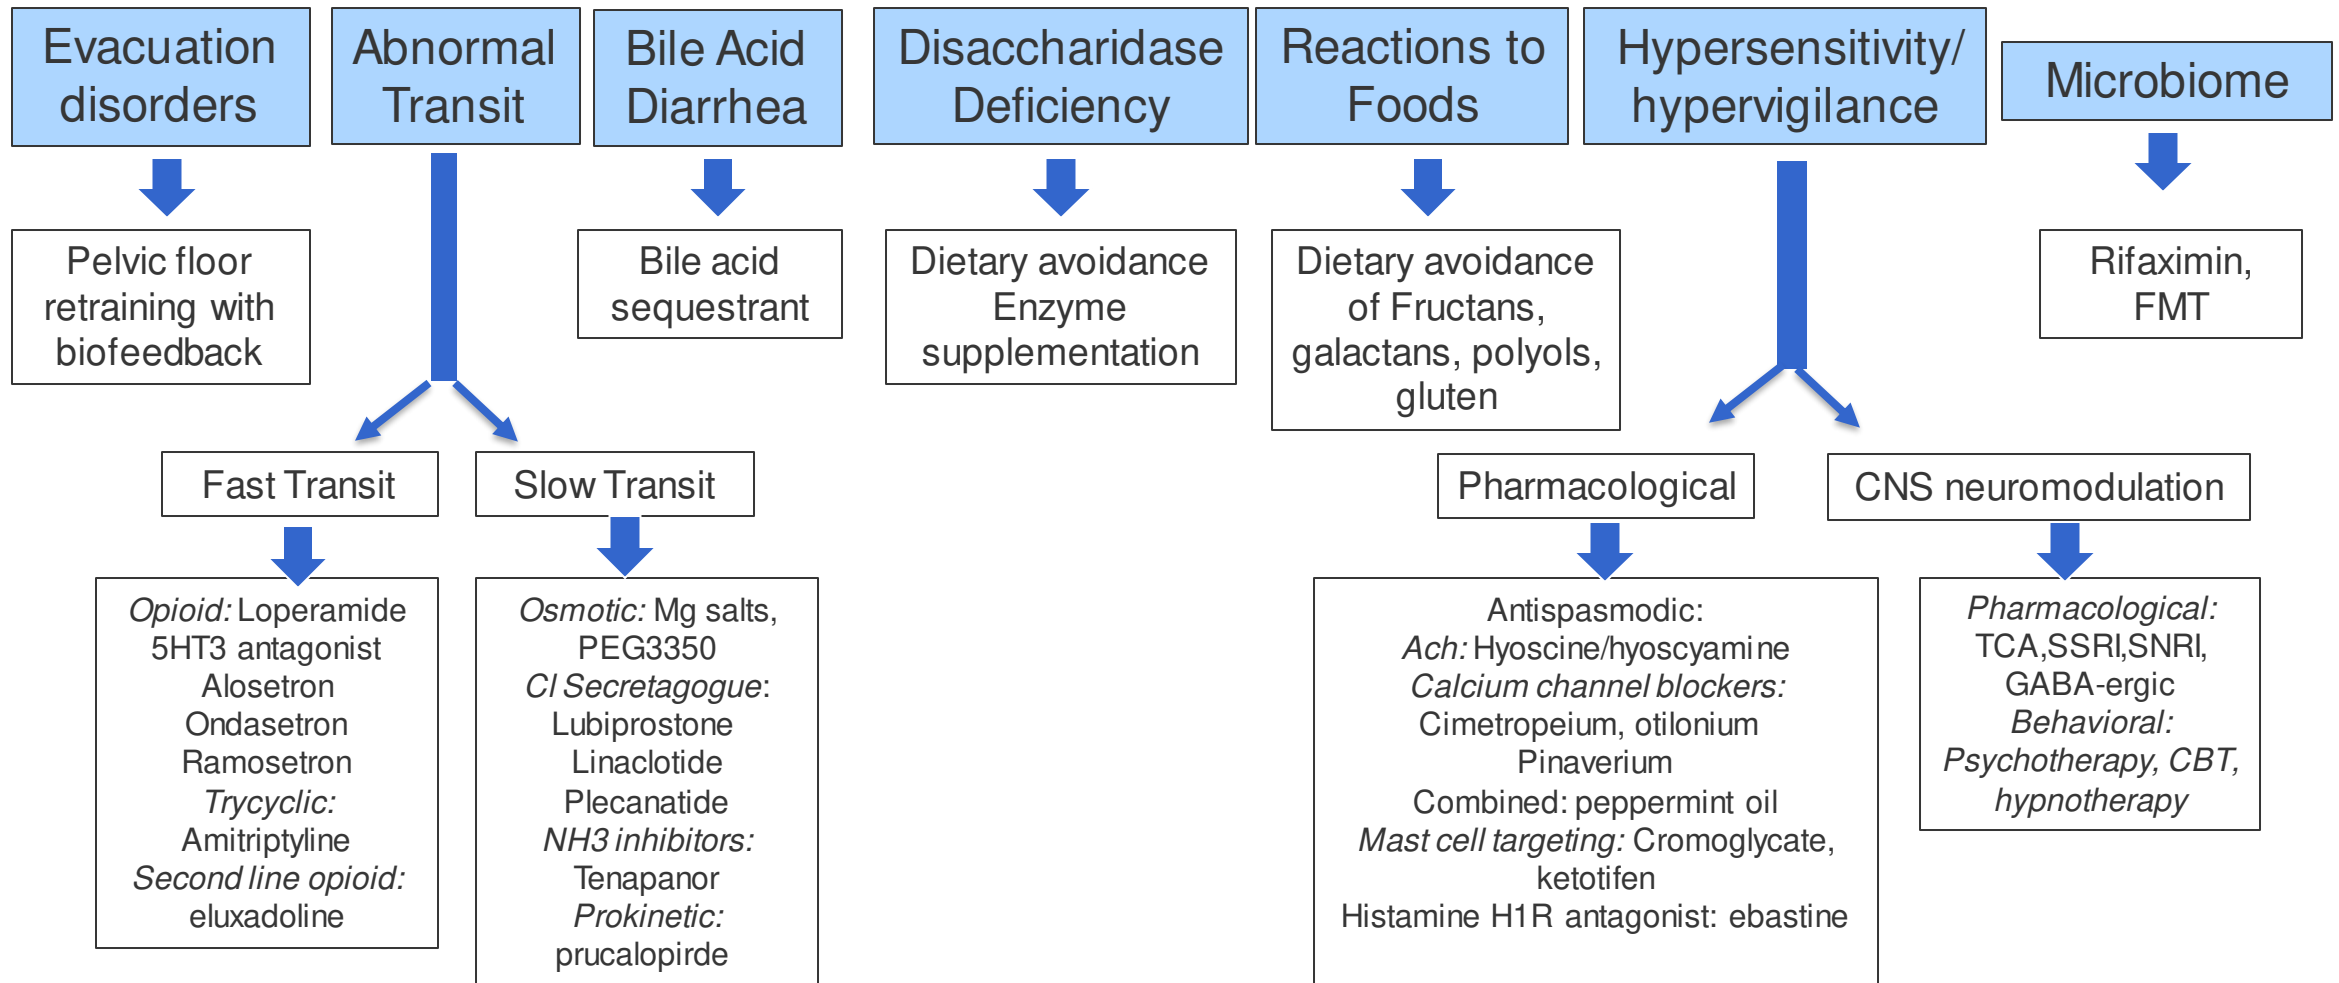 Evacuation
disorders
Abnormal
Transit
Bile Acid
Diarrhea
Disaccharidase
Deficiency
Reactions to
Foods
Hypersensitivity/
hypervigilance
Microbiome
Pelvic floor
retraining with
biofeedback
Bile acid
sequestrant
Dietary avoidance
Enzyme
supplementation
Dietary avoidance
of Fructans,
galactans, polyols,
gluten
Rifaximin,
FMT
Fast Transit
Slow Transit
Pharmacological
CNS neuromodulation
Opioid: Loperamide
5HT3 antagonist
Alosetron
Ondasetron
Ramosetron
Trycyclic:
Amitriptyline
Second line opioid:
eluxadoline
Osmotic: Mg salts,
PEG3350
Cl Secretagogue:
Lubiprostone
Linaclotide
Plecanatide
NH3 inhibitors:
Tenapanor
Prokinetic:
prucalopirde
Antispasmodic:
Ach: Hyoscine/hyoscyamine
Calcium channel blockers:
Cimetropeium, otilonium
Pinaverium
Combined: peppermint oil
Mast cell targeting: Cromoglycate,
ketotifen
Histamine H1R antagonist: ebastine
Pharmacological:
TCA,SSRI,SNRI,
GABA-ergic
Behavioral:
Psychotherapy, CBT,
hypnotherapy